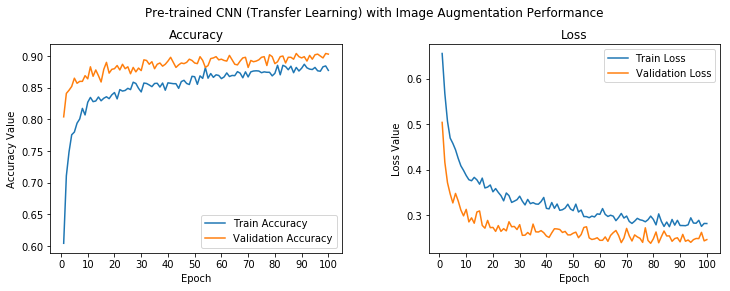 Pre-trained CNN (Transfer Learning) with Image Augmentation Performance
Accuracy
Accuracy Value
0.90
0.85
0.80
0.75
0.70
0.65
0.60
0 10 20 30 40 50 60 70 80 90 100
Epoch
Train Accuracy
Validation Accuracy
Loss
Loss Value
0.6
0.5
0.4
0.3
0 10 20 30 40 50 60 70 80 90 100
Epoch
Train Loss
Validation Loss